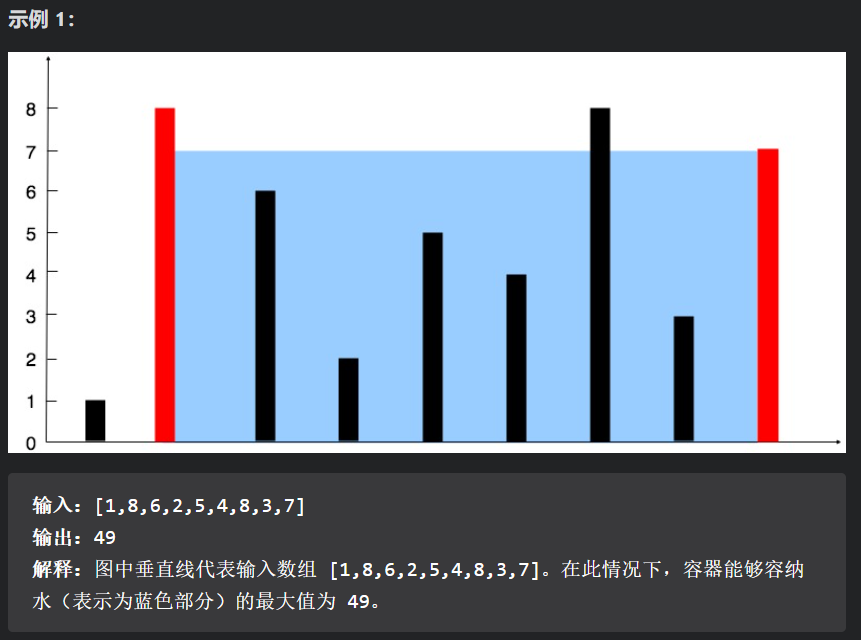 示例 1：
8
7
6
5
4
3
2
1
0
输入：[1,8,6,2,5,4,8,3,7]
输出：49
解释：图中垂直线代表输入数组 [1,8,6,2,5,4,8,3,7]。在此情况下，容器能够容纳
水（表示为蓝色部分）的最大值为 49。